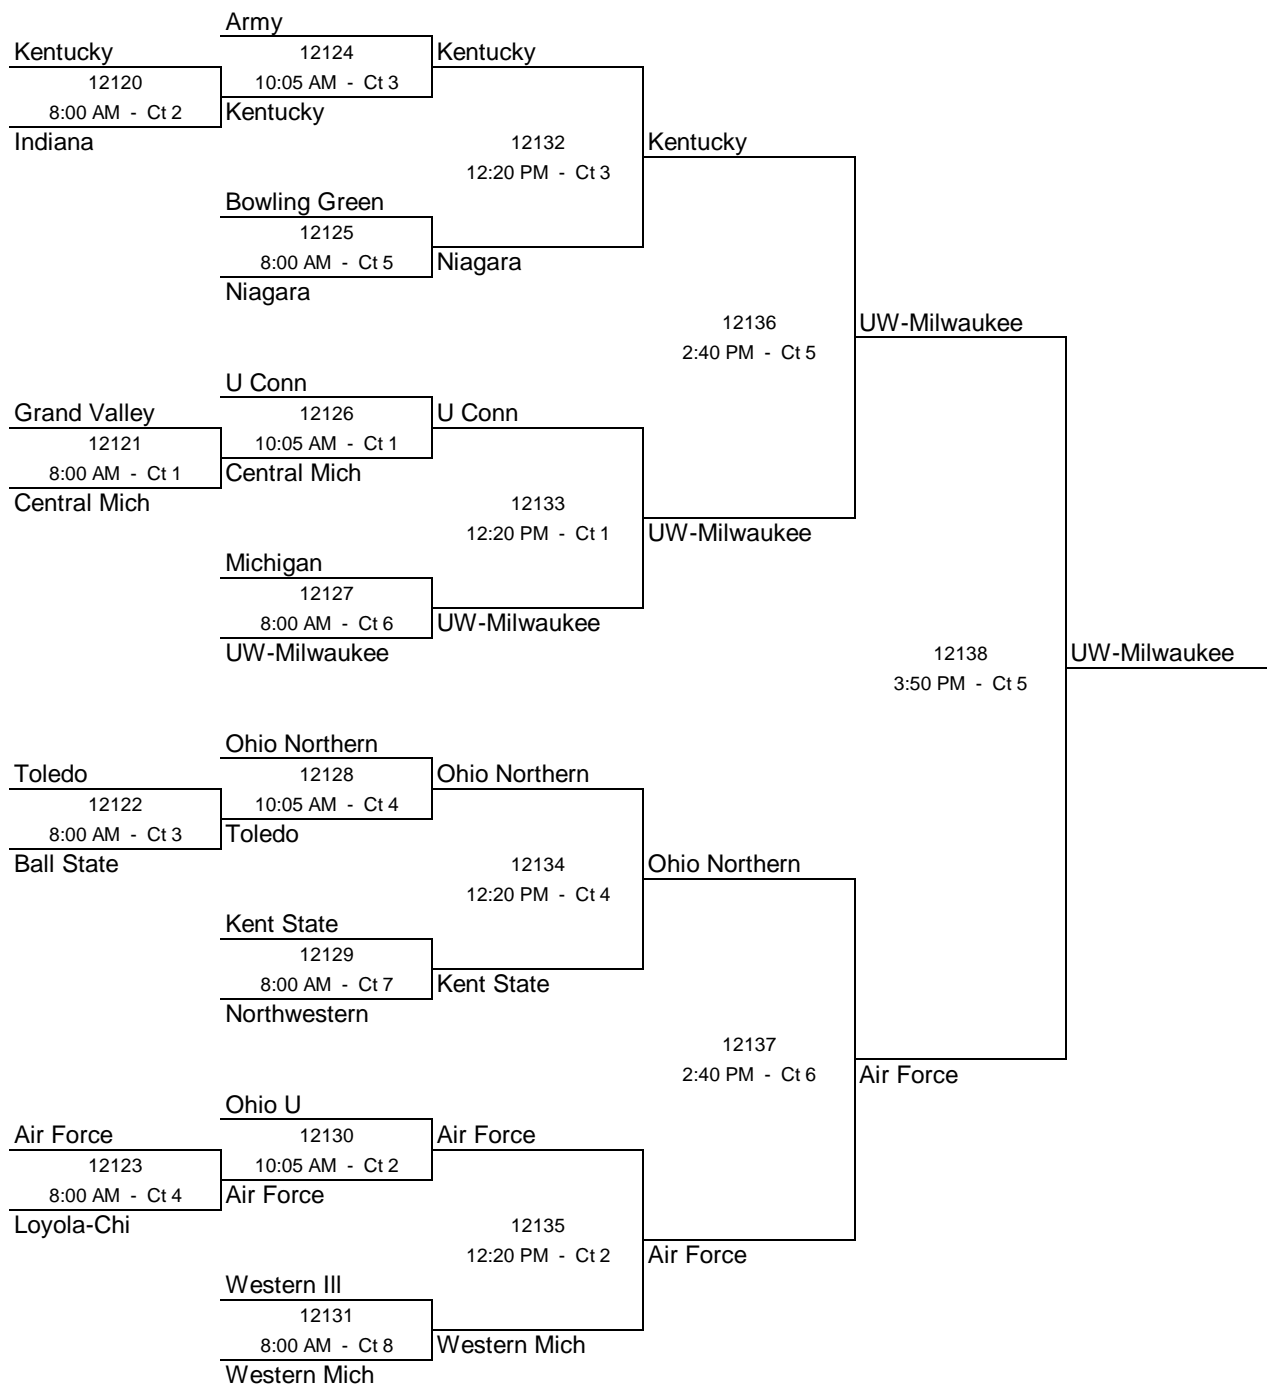 Army
Kentucky
12124
Kentucky
12120
10:05 AM - Ct 3
8:00 AM - Ct 2
Kentucky
Indiana
12132
Kentucky
12:20 PM - Ct 3
Bowling Green
12125
8:00 AM - Ct 5
Niagara
Niagara
12136
UW-Milwaukee
2:40 PM - Ct 5
U Conn
Grand Valley
12126
U Conn
12121
10:05 AM - Ct 1
8:00 AM - Ct 1
Central Mich
Central Mich
12133
12:20 PM - Ct 1
UW-Milwaukee
Michigan
12127
8:00 AM - Ct 6
UW-Milwaukee
UW-Milwaukee
12138
UW-Milwaukee
3:50 PM - Ct 5
Ohio Northern
Toledo
12128
Ohio Northern
12122
10:05 AM - Ct 4
8:00 AM - Ct 3
Toledo
Ball State
12134
Ohio Northern
12:20 PM - Ct 4
Kent State
12129
8:00 AM - Ct 7
Kent State
Northwestern
12137
2:40 PM - Ct 6
Air Force
Ohio U
Air Force
12130
Air Force
12123
10:05 AM - Ct 2
8:00 AM - Ct 4
Air Force
Loyola-Chi
12135
12:20 PM - Ct 2
Air Force
Western Ill
12131
8:00 AM - Ct 8
Western Mich
Western Mich